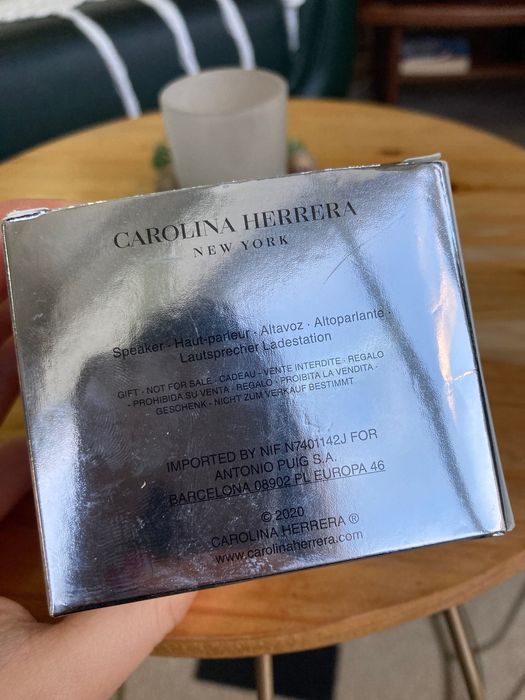 CAROLINA HERRERA
NEW YORK
Speaker · Haut-parleur · Altavoz · Altoparlante ·
Lautsprecher Ladestation
GIFT · NOT FOR SALE · CADEAU · VENTE INTERDITE · REGALO
· PROHIBIDA SU VENTA · REGALO · PROIBITA LA VENDITA ·
GESCHENK · NICHT ZUM VERKAUF BESTIMMT
IMPORTED BY NIF.N7401142J FOR
ANTONIO PUIG S.A.
BARCELONA 08902 PL EUROPA 46
© 2020
CAROLINA HERRERA ®
www.carolinaherrera.com